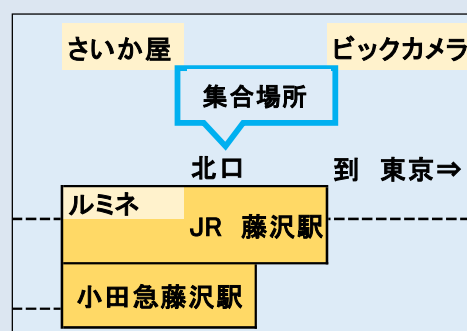 さいか屋
ビックカメラ
集合場所
北口
到 東京⇒
ルミネ
JR 藤沢駅
小田急藤沢駅